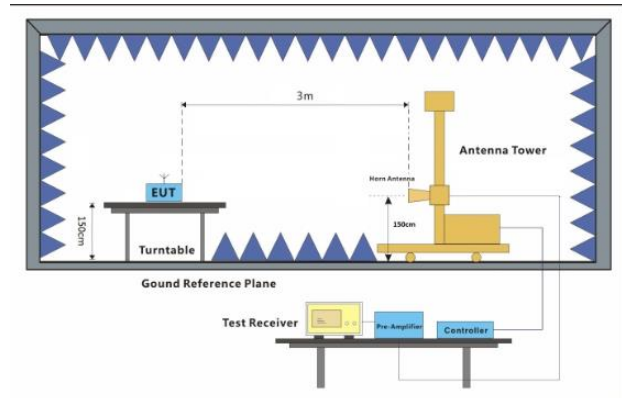 3m
Antenna Tower
Horn Antenna
EUT
150cm
150cm
Turntable
Gound Reference Plane
Test Receiver
Pre-Amplifier
Controller